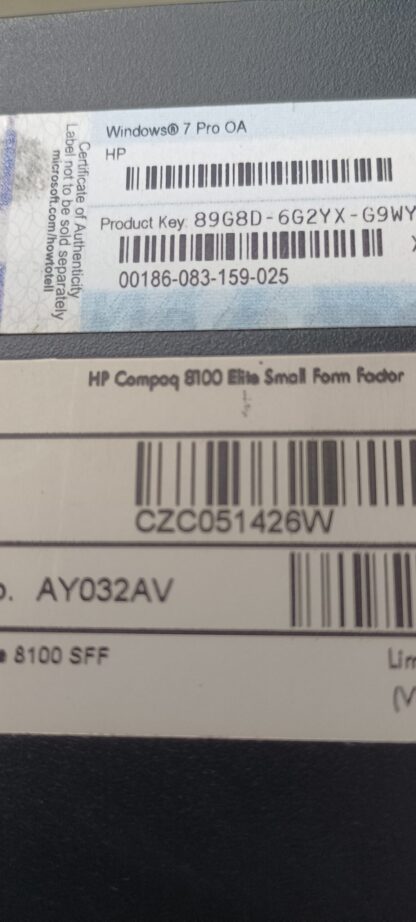 Windows® 7 Pro OA
HP
Product Key: 89G8D-6G2YX-G9WY
00186-083-159-025
Certificate of Authenticity
Label not to be sold separately
microsoft.com/howtotell
HP Compaq 8100 Elite Small Form Factor
CZC051426W
AY032AV
8100 SFF